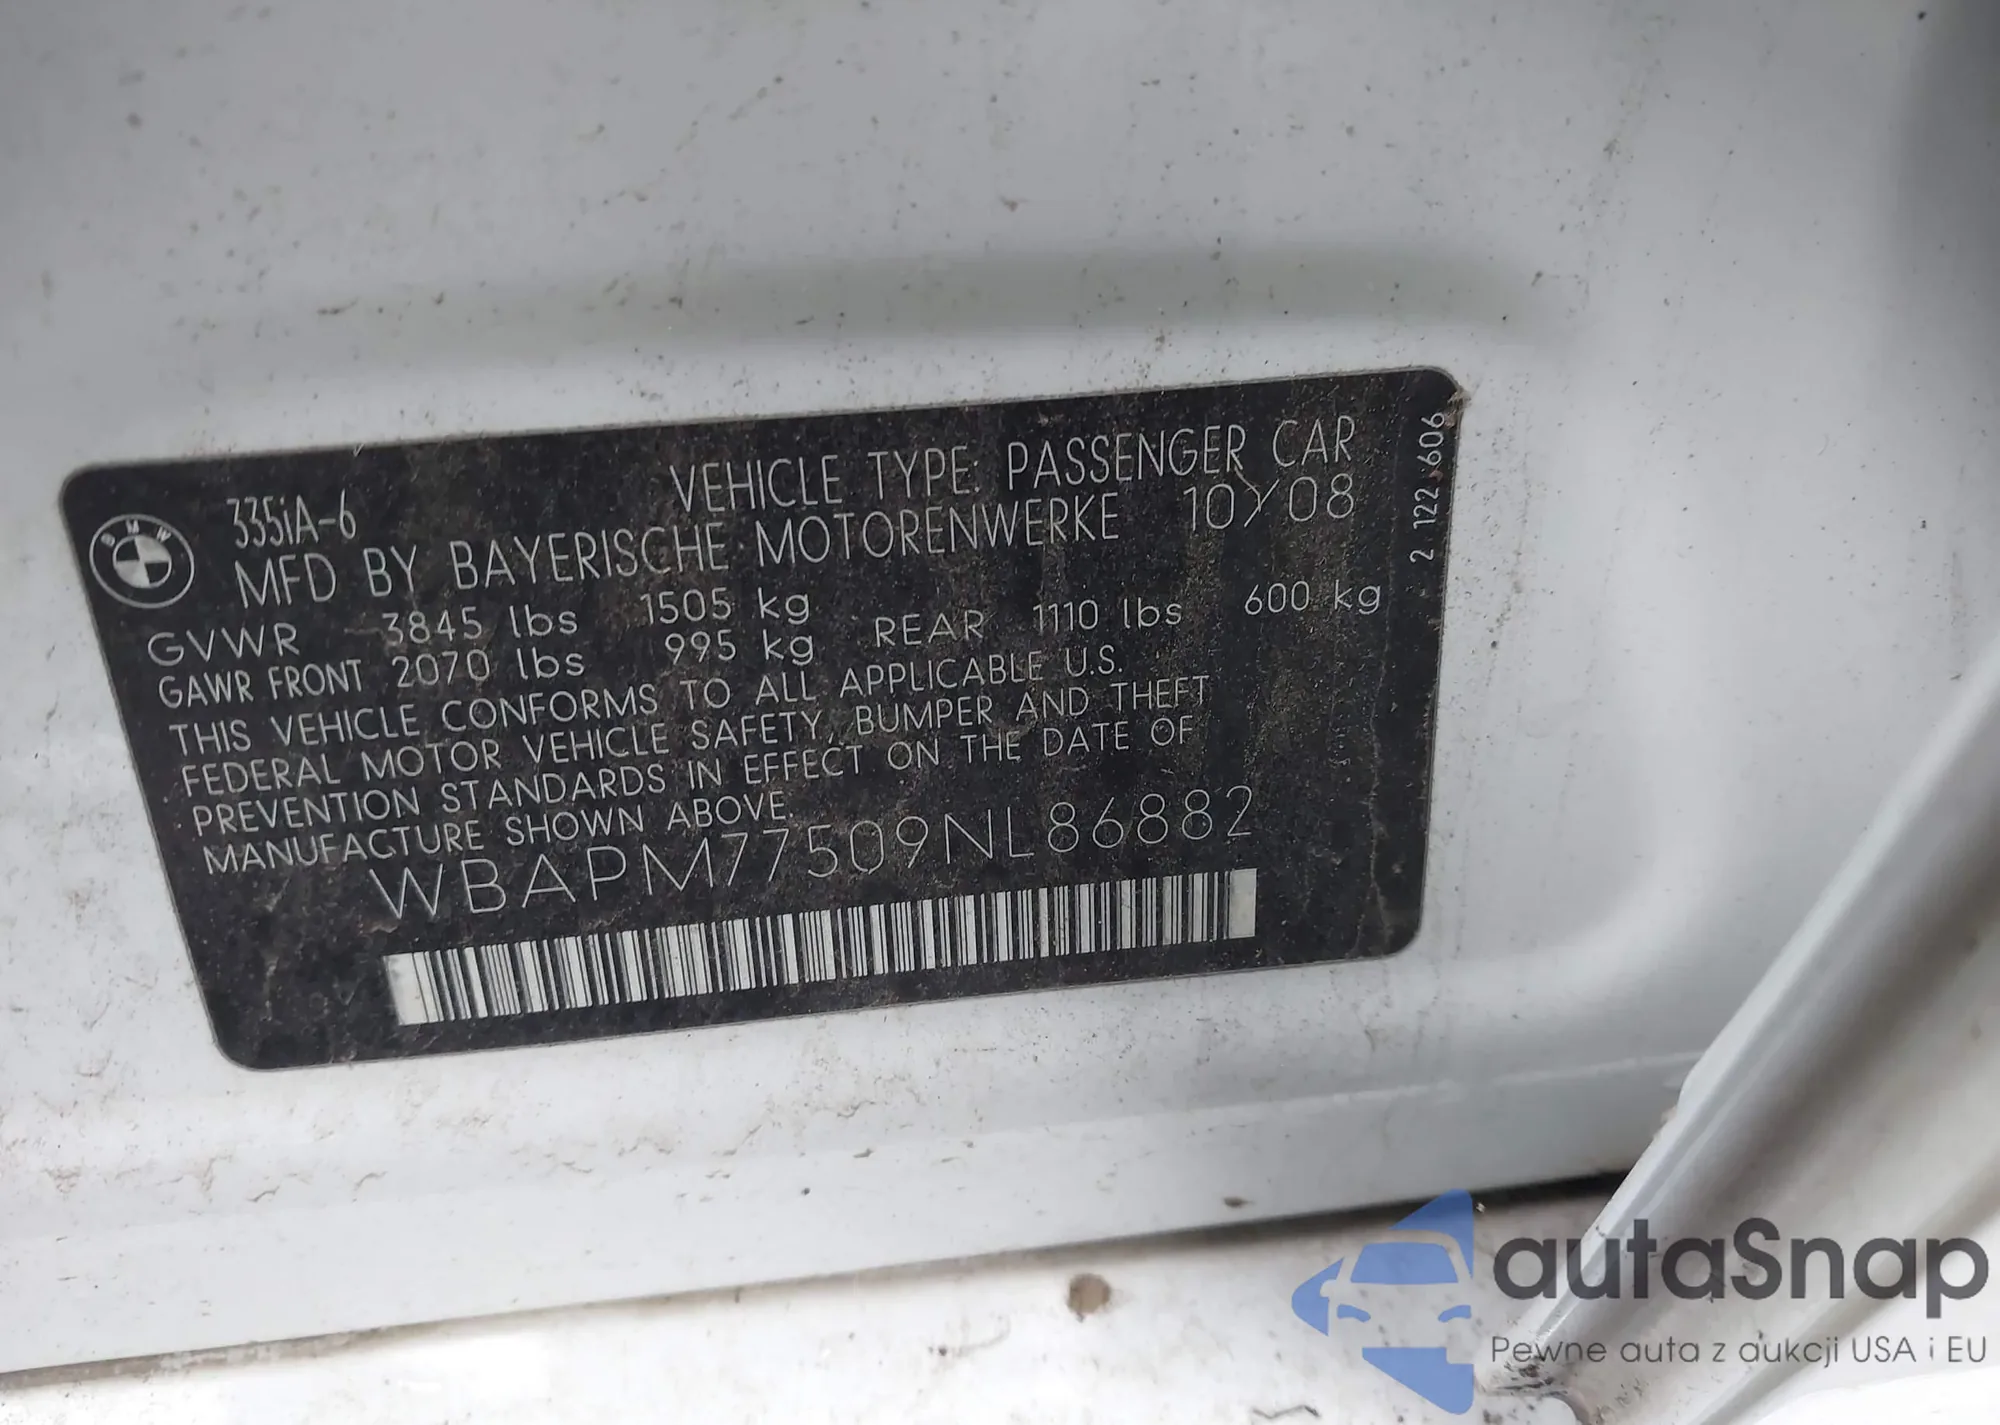 335iA-6
VEHICLE TYPE: PASSENGER CAR
MFD BY BAYERISCHE MOTORENWERKE 10/08
GVWR 3845 lbs 1505 kg
GAWR FRONT 2070 lbs 995 kg REAR 1110 lbs 600 kg
THIS VEHICLE CONFORMS TO ALL APPLICABLE U.S.
FEDERAL MOTOR VEHICLE SAFETY, BUMPER AND THEFT
PREVENTION STANDARDS IN EFFECT ON THE DATE OF
MANUFACTURE SHOWN ABOVE.
WBAPM77509NL86882
2 122 606
BMW
autaSnap
Pewne auta z aukcji USA i EU